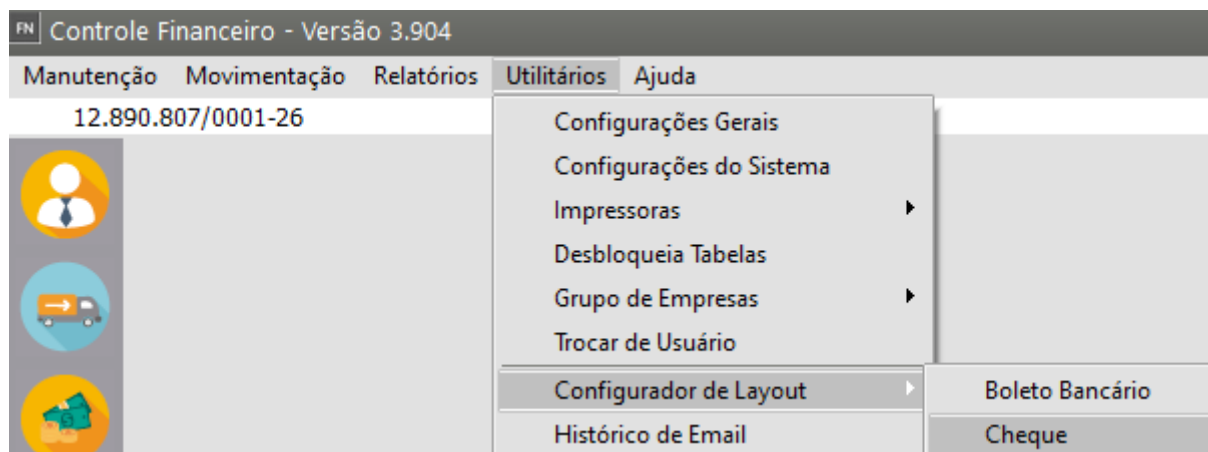 FN Controle Financeiro - Versão 3.904
Manutenção Movimentação Relatórios Utilitários Ajuda
12.890.807/0001-26
Configurações Gerais
Configurações do Sistema
Impressoras
Desbloqueia Tabelas
Grupo de Empresas
Trocar de Usuário
Configurador de Layout
Boleto Bancário
Histórico de Email
Cheque